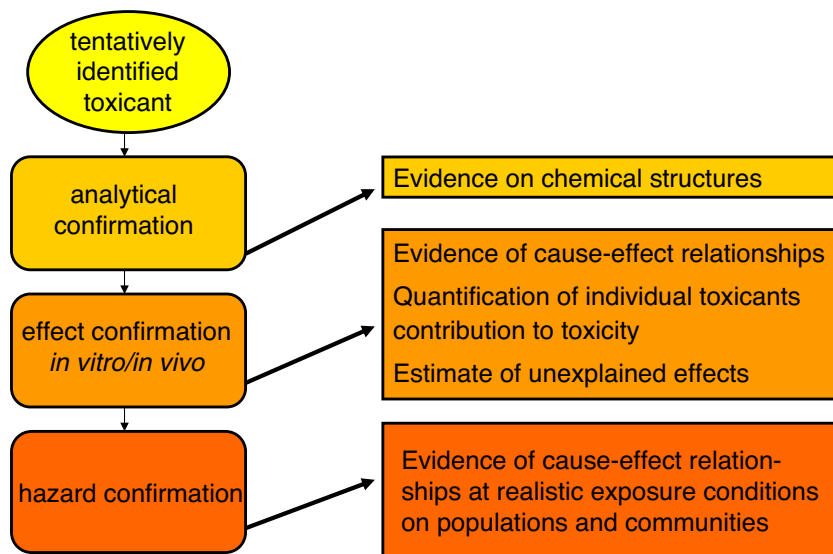 tentatively
identified
toxicant
analytical
confirmation
Evidence on chemical structures
effect confirmation
in vitro/in vivo
Evidence of cause-effect relationships
Quantification of individual toxicants
contribution to toxicity
Estimate of unexplained effects
hazard confirmation
Evidence of cause-effect relation-
ships at realistic exposure conditions
on populations and communities